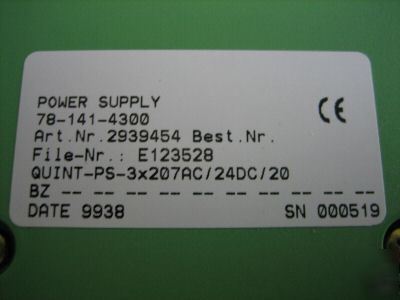 POWER SUPPLY
78-141-4300
CE
Art.Nr.2939454 Best.Nr.
File-Nr.: E123528
QUINT-PS-3x207AC/24DC/20
BZ -- -- -- -- -- -- -- -- -- -- --
DATE 9938 SN 000519